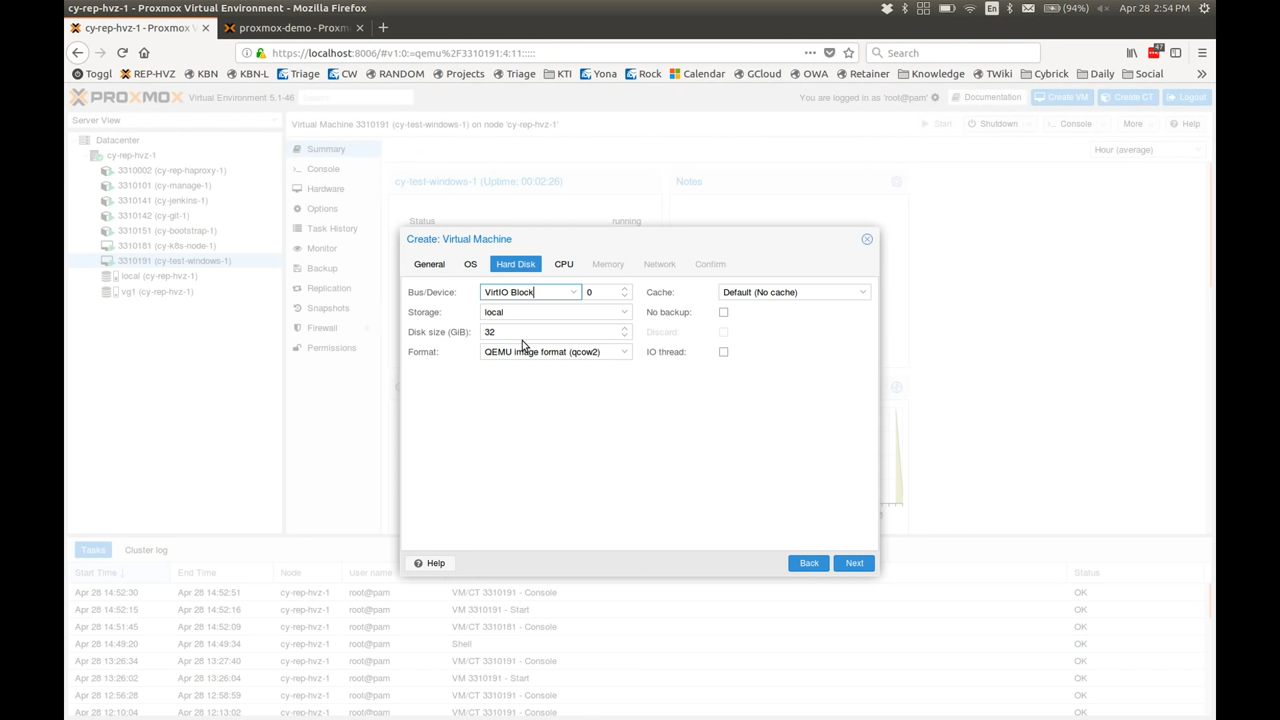 cy-rep-hvz-1 - Proxmox Virtual Environment - Mozilla Firefox
En (94%) Apr 28 2:54 PM
cy-rep-hvz-1 - Proxmox V
proxmox-demo - Proxm
https://localhost:8006/#v1:0:=qemu%2F3310191:4:11:::::
Search
47
Toggl REP-HVZ KBN KBN-L Triage CW RANDOM Projects Triage KTI Yona Rock Calendar GCloud OWA Retainer Knowledge TWiki Cybrick Daily Social
PROXMOX Virtual Environment 5.1-46 Search You are logged in as 'root@pam' Documentation Create VM Create CT Logout
Server View
Virtual Machine 3310191 (cy-test-windows-1) on node 'cy-rep-hvz-1'
Start Shutdown Console More Help
Datacenter
cy-rep-hvz-1
3310002 (cy-rep-haproxy-1)
3310101 (cy-manage-1)
3310141 (cy-jenkins-1)
3310142 (cy-git-1)
3310151 (cy-bootstrap-1)
3310181 (cy-k8s-node-1)
3310191 (cy-test-windows-1)
local (cy-rep-hvz-1)
vg1 (cy-rep-hvz-1)
Summary
Console
Hardware
Options
Task History
Monitor
Backup
Replication
Snapshots
Firewall
Permissions
Hour (average)
cy-test-windows-1 (Uptime: 00:02:26)
Notes
Status running
Create: Virtual Machine
General OS Hard Disk CPU Memory Network Confirm
Bus/Device: VirtIO Block 0 Cache: Default (No cache)
Storage: local No backup:
Disk size (GiB): 32 Discard:
Format: QEMU image format (qcow2) IO thread:
Help Back Next
Tasks Cluster log
Start Time End Time Node User name Status
Apr 28 14:52:30 Apr 28 14:52:51 cy-rep-hvz-1 root@pam VM/CT 3310191 - Console OK
Apr 28 14:52:15 Apr 28 14:52:16 cy-rep-hvz-1 root@pam VM 3310191 - Start OK
Apr 28 14:51:45 Apr 28 14:52:09 cy-rep-hvz-1 root@pam VM/CT 3310181 - Console OK
Apr 28 14:49:20 Apr 28 14:49:34 cy-rep-hvz-1 root@pam Shell OK
Apr 28 13:26:34 Apr 28 13:27:40 cy-rep-hvz-1 root@pam VM/CT 3310191 - Console OK
Apr 28 13:26:02 Apr 28 13:26:04 cy-rep-hvz-1 root@pam VM 3310191 - Start OK
Apr 28 12:56:28 Apr 28 12:58:59 cy-rep-hvz-1 root@pam VM/CT 3310191 - Console OK
Apr 28 12:10:04 Apr 28 12:13:02 cy-rep-hvz-1 root@pam VM/CT 3310191 - Console OK